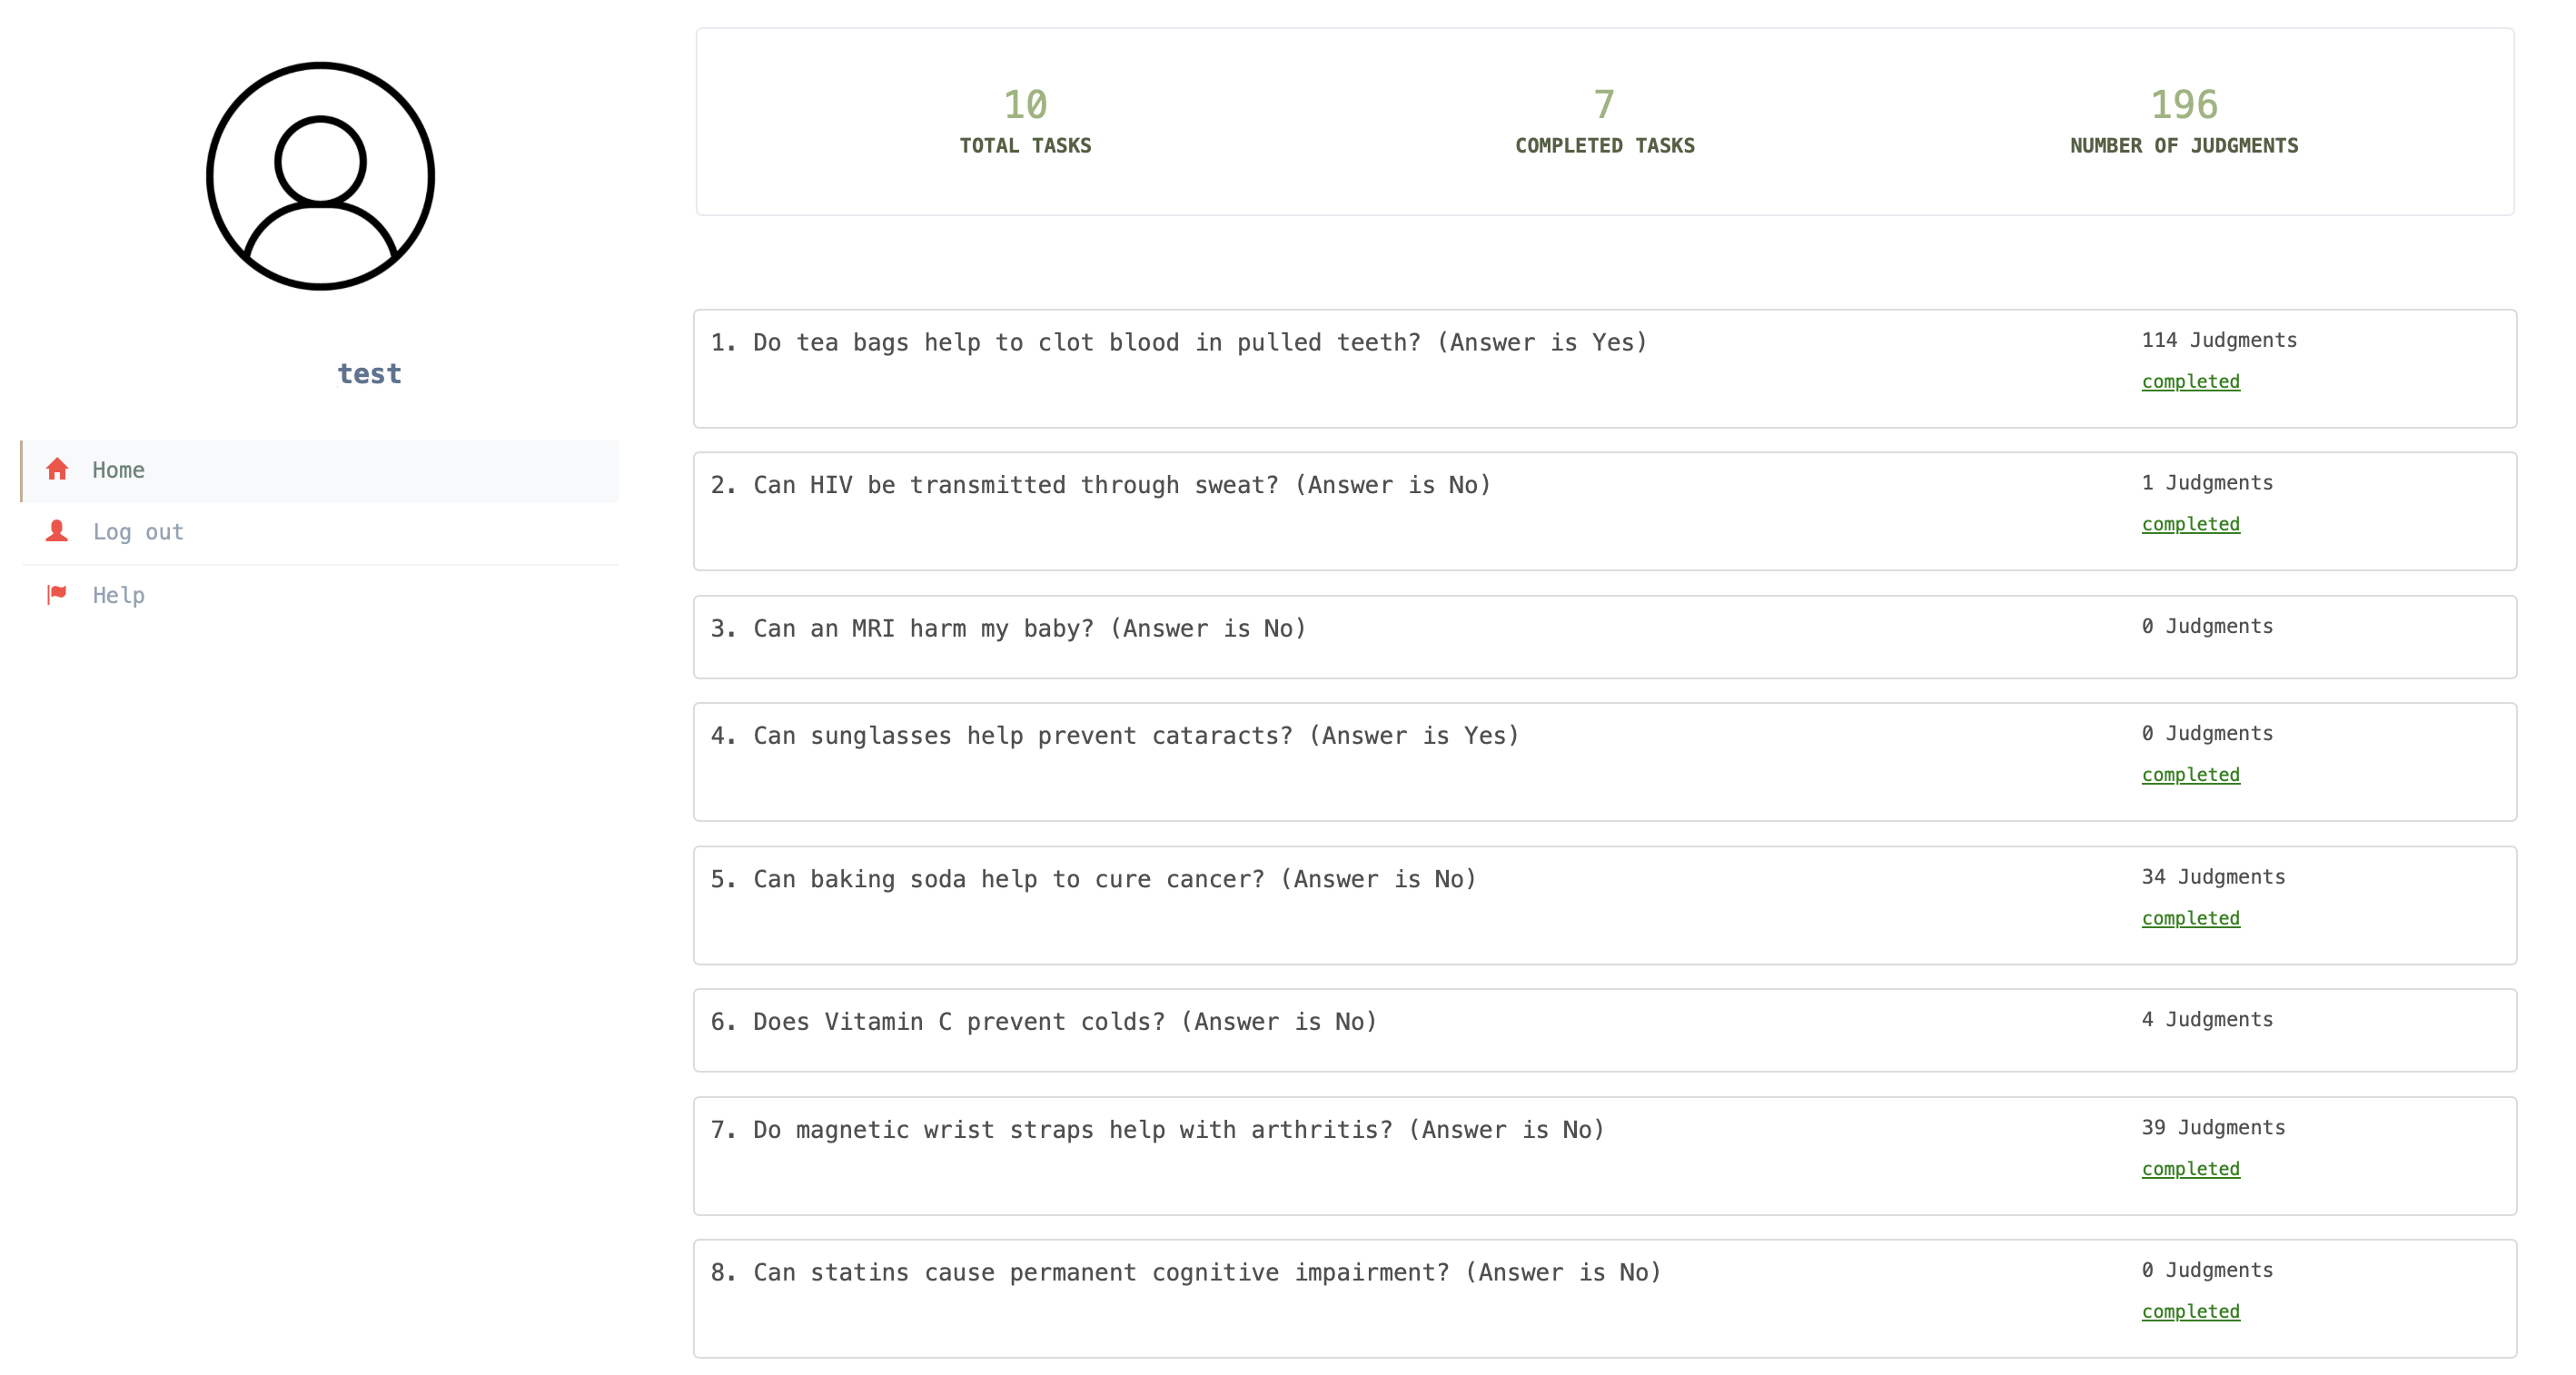 test
Home
Log out
Help
10
TOTAL TASKS
7
COMPLETED TASKS
196
NUMBER OF JUDGMENTS
1. Do tea bags help to clot blood in pulled teeth? (Answer is Yes)
114 Judgments
completed
2. Can HIV be transmitted through sweat? (Answer is No)
1 Judgments
completed
3. Can an MRI harm my baby? (Answer is No)
0 Judgments
4. Can sunglasses help prevent cataracts? (Answer is Yes)
0 Judgments
completed
5. Can baking soda help to cure cancer? (Answer is No)
34 Judgments
completed
6. Does Vitamin C prevent colds? (Answer is No)
4 Judgments
7. Do magnetic wrist straps help with arthritis? (Answer is No)
39 Judgments
completed
8. Can statins cause permanent cognitive impairment? (Answer is No)
0 Judgments
completed